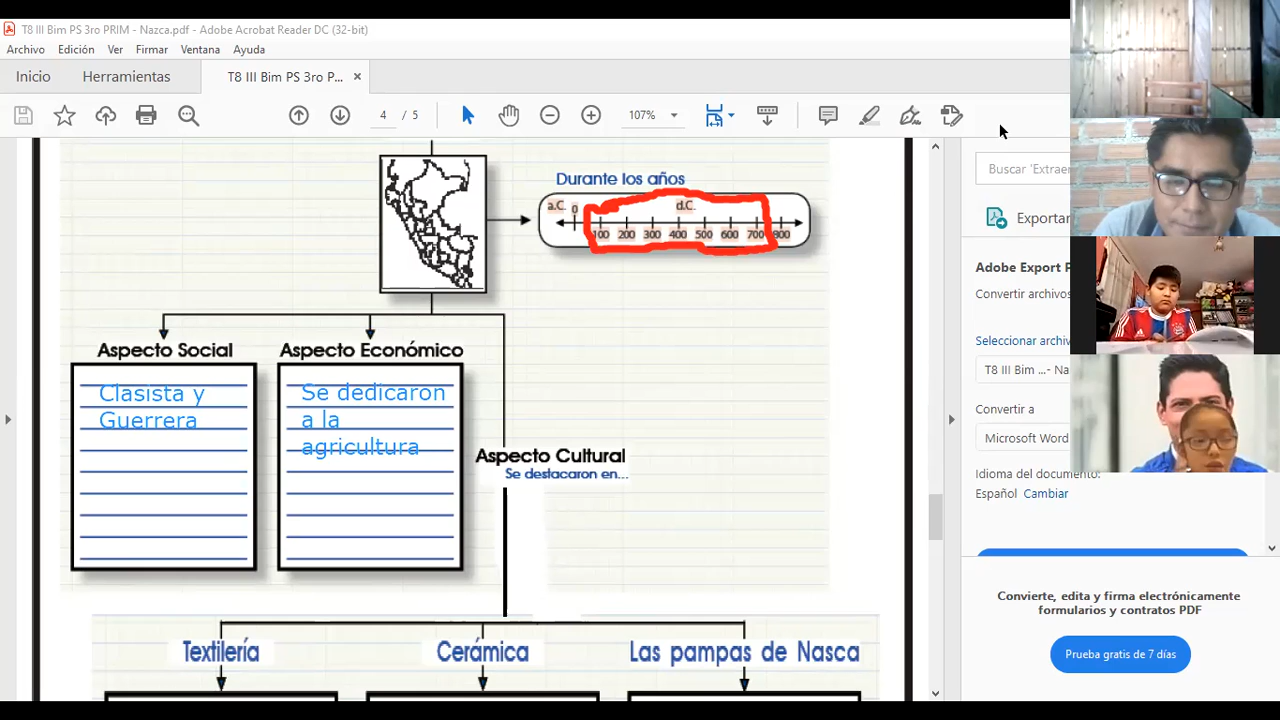 T8 III Bim PS 3ro PRIM - Nazca.pdf - Adobe Acrobat Reader DC (32-bit)
Archivo Edición Ver Firmar Ventana Ayuda
Inicio Herramientas T8 III Bim PS 3ro P... ×
4 / 5 107%
Durante los años
a.C. 0 d.C.
100 200 300 400 500 600 700 800
Aspecto Social
Clasista y
Guerrera
Aspecto Económico
Se dedicaron
a la
agricultura
Aspecto Cultural
Se destacaron en...
Textilería
Cerámica
Las pampas de Nasca
Buscar 'Extraer
Exportar
Adobe Export P
Convertir archivos
Seleccionar archiv
T8 III Bim ...- Na
Convertir a
Microsoft Word
Idioma del documento:
Español Cambiar
Convierte, edita y firma electrónicamente
formularios y contratos PDF
Prueba gratis de 7 días